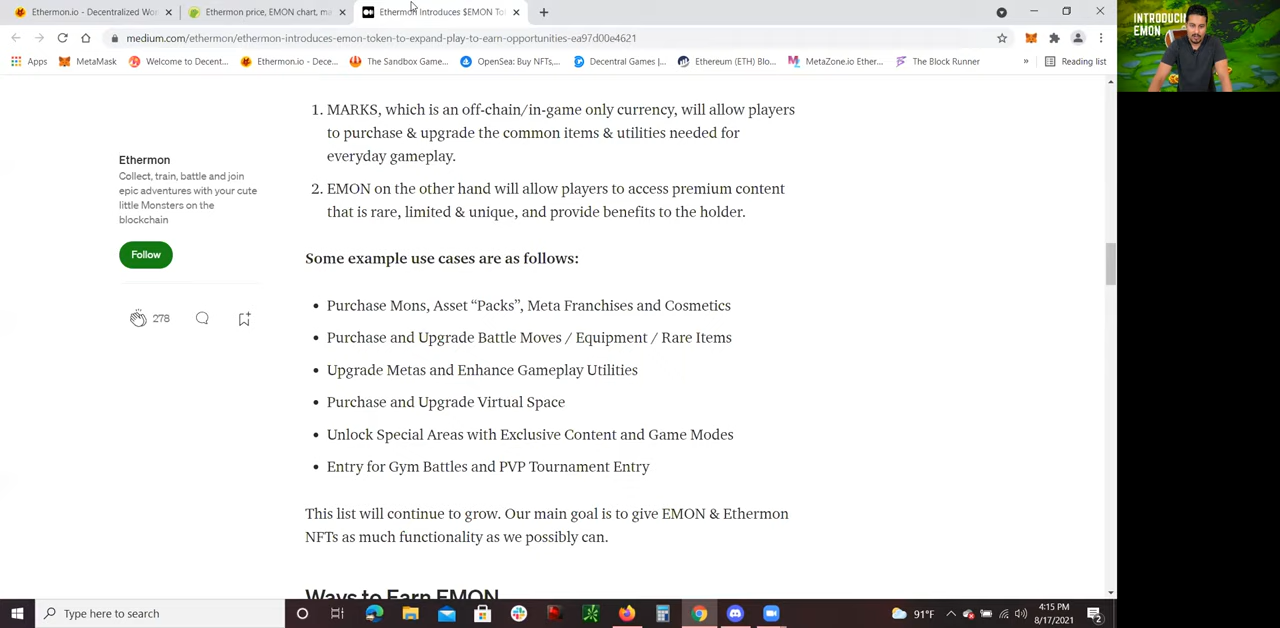 Ethermon.io - Decentralized Wo
Ethermon price, EMON chart, ma
Ethermon Introduces $EMON To
medium.com/ethermon/ethermon-introduces-emon-token-to-expand-play-to-earn-opportunities-ea97d00e4621
Apps
MetaMask
Welcome to Decent...
Ethermon.io - Dece...
The Sandbox Game...
OpenSea: Buy NFTs,...
Decentral Games |...
Ethereum (ETH) Blo...
MetaZone.io Ether...
The Block Runner
»
Reading list
INTRODUCI
EMON
Ethermon
Collect, train, battle and join
epic adventures with your cute
little Monsters on the
blockchain
Follow
278
1. MARKS, which is an off-chain/in-game only currency, will allow players
to purchase & upgrade the common items & utilities needed for
everyday gameplay.
2. EMON on the other hand will allow players to access premium content
that is rare, limited & unique, and provide benefits to the holder.
Some example use cases are as follows:
• Purchase Mons, Asset “Packs”, Meta Franchises and Cosmetics
• Purchase and Upgrade Battle Moves / Equipment / Rare Items
• Upgrade Metas and Enhance Gameplay Utilities
• Purchase and Upgrade Virtual Space
• Unlock Special Areas with Exclusive Content and Game Modes
• Entry for Gym Battles and PVP Tournament Entry
This list will continue to grow. Our main goal is to give EMON & Ethermon
NFTs as much functionality as we possibly can.
Ways to Earn EMON
Type here to search
91°F
4:15 PM
8/17/2021
2